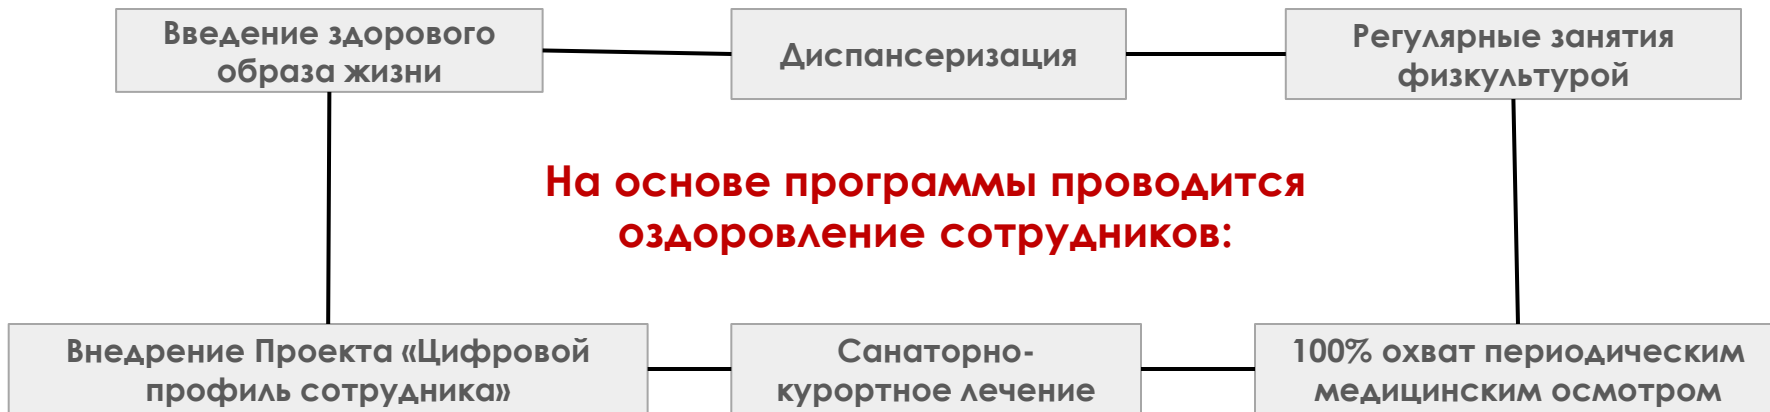 Введение здорового
образа жизни
Диспансеризация
Регулярные занятия
физкультурой
На основе программы проводится
оздоровление сотрудников:
Внедрение Проекта «Цифровой
профиль сотрудника»
Санаторно-
курортное лечение
100% охват периодическим
медицинским осмотром